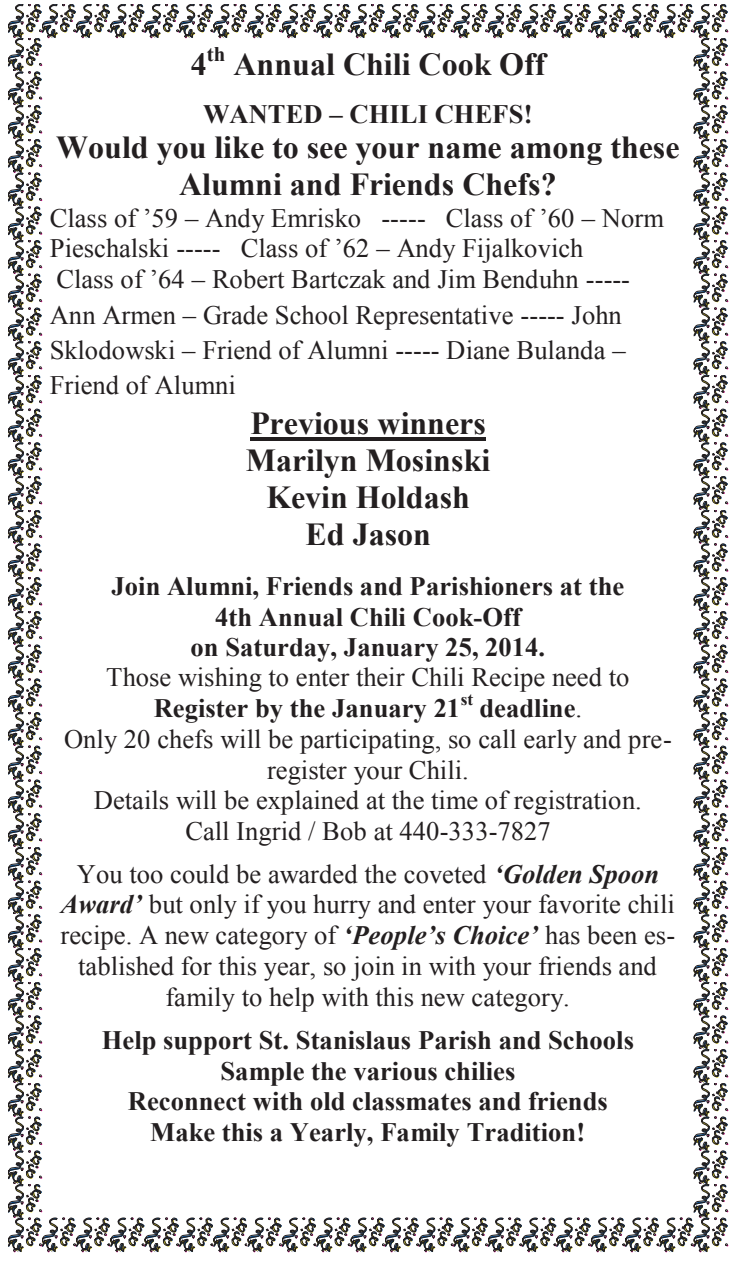 4th Annual Chili Cook Off
WANTED – CHILI CHEFS!
Would you like to see your name among these
Alumni and Friends Chefs?
Class of ’59 – Andy Emrisko ----- Class of ’60 – Norm
Pieschalski ----- Class of ’62 – Andy Fijalkovich
Class of ’64 – Robert Bartczak and Jim Benduhn -----
Ann Armen – Grade School Representative ----- John
Sklodowski – Friend of Alumni ----- Diane Bulanda –
Friend of Alumni
Previous winners
Marilyn Mosinski
Kevin Holdash
Ed Jason
Join Alumni, Friends and Parishioners at the
4th Annual Chili Cook-Off
on Saturday, January 25, 2014.
Those wishing to enter their Chili Recipe need to
Register by the January 21st deadline.
Only 20 chefs will be participating, so call early and pre-
register your Chili.
Details will be explained at the time of registration.
Call Ingrid / Bob at 440-333-7827
You too could be awarded the coveted ‘Golden Spoon
Award’ but only if you hurry and enter your favorite chili
recipe. A new category of ‘People’s Choice’ has been es-
tablished for this year, so join in with your friends and
family to help with this new category.
Help support St. Stanislaus Parish and Schools
Sample the various chilies
Reconnect with old classmates and friends
Make this a Yearly, Family Tradition!